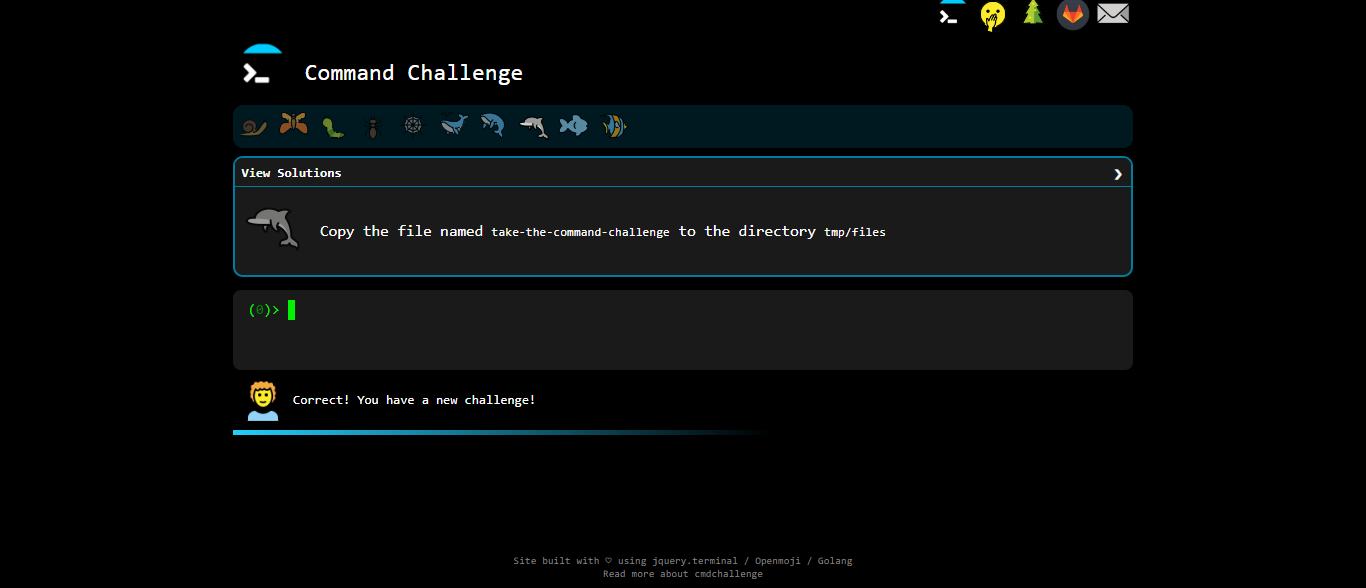 Command Challenge
View Solutions
Copy the file named take-the-command-challenge to the directory tmp/files
(0)>
Correct! You have a new challenge!
Site built with ♡ using jquery.terminal / Openmoji / Golang
Read more about cmdchallenge